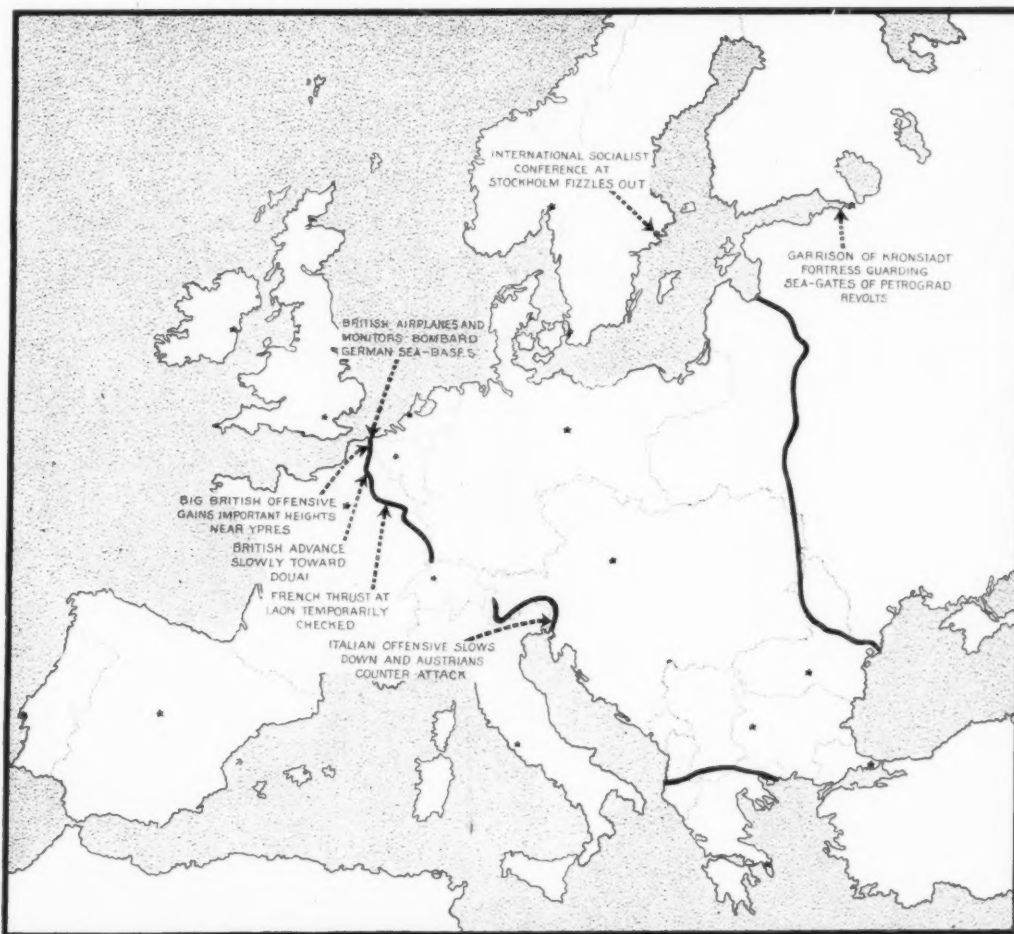 INTERNATIONAL SOCIALIST
CONFERENCE AT
STOCKHOLM FIZZLES OUT
GARRISON OF KRONSTADT
FORTRESS GUARDING
SEA-GATES OF PETROGRAD
REVOLTS
BRITISH AIRPLANES AND
MONITORS BOMBARD
GERMAN SEA-BASES
BIG BRITISH OFFENSIVE
GAINS IMPORTANT HEIGHTS
NEAR YPRES
BRITISH ADVANCE
SLOWLY TOWARD
DOUAI
FRENCH THRUST AT
LAON TEMPORARILY
CHECKED
ITALIAN OFFENSIVE SLOWS
DOWN AND AUSTRIANS
COUNTER ATTACK